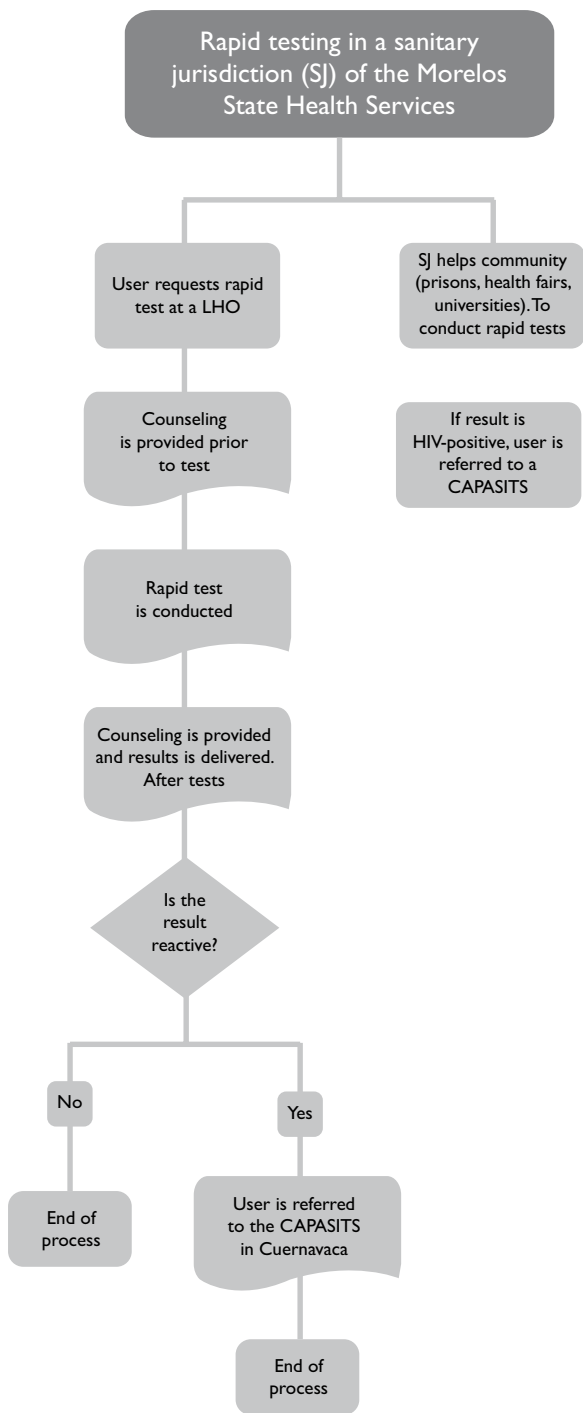 Rapid testing in a sanitary
jurisdiction (SJ) of the Morelos
State Health Services
User requests rapid
test at a LHO
SJ helps community
(prisons, health fairs,
universities). To
conduct rapid tests
Counseling
is provided prior
to test
If result is
HIV-positive, user is
referred to a
CAPASITS
Rapid test
is conducted
Counseling is provided
and results is delivered.
After tests
Is the
result
reactive?
No
Yes
End of
process
User is referred
to the CAPASITS
in Cuernavaca
End of
process